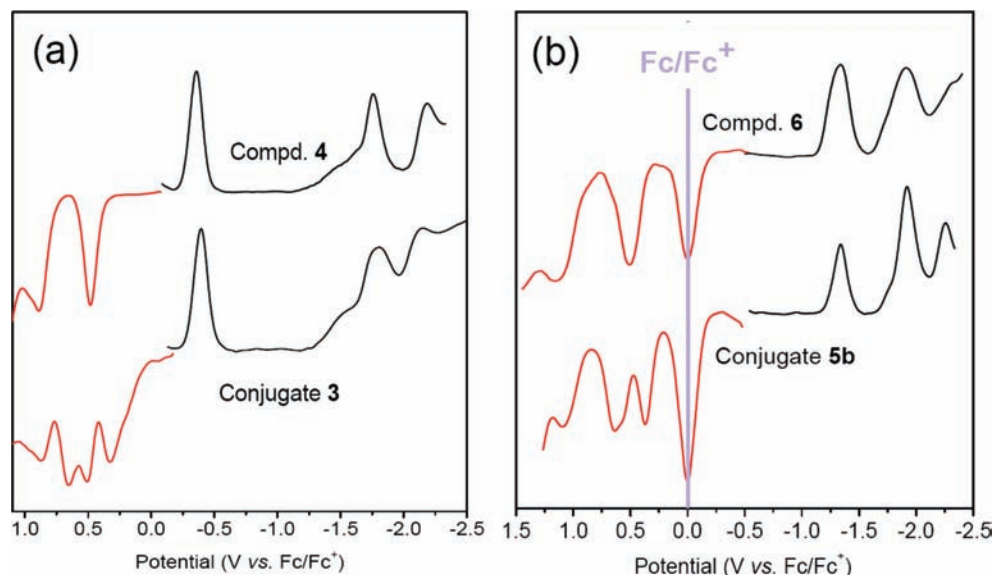 (a)
Compd. 4
Conjugate 3
1.0 0.5 0.0 -0.5 -1.0 -1.5 -2.0 -2.5
Potential (V vs. Fc/Fc+)
(b)
Fc/Fc+
Compd. 6
Conjugate 5b
1.5 1.0 0.5 0.0 -0.5 -1.0 -1.5 -2.0 -2.5
Potential (V vs. Fc/Fc+)